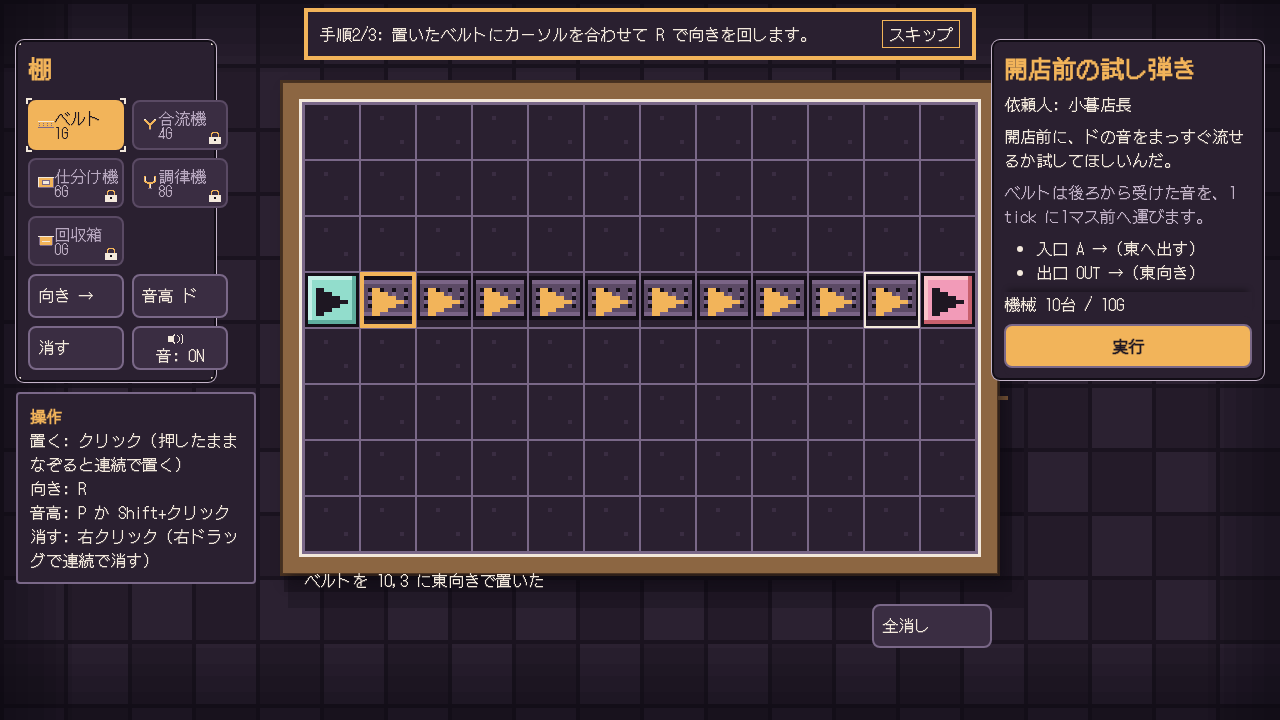 手順2/3: 置いたベルトにカーソルを合わせて R で向きを回します。
スキップ
棚
ベルト
1G
合流機
4G
仕分け機
6G
調律機
8G
回収箱
0G
向き →
音高 ド
消す
音: ON
操作
置く: クリック (押したまま
なぞると連続で置く)
向き: R
音高: P か Shift+クリック
消す: 右クリック (右ドラッ
グで連続で消す)
ベルトを 10,3 に東向きで置いた
全消し
開店前の試し弾き
依頼人: 小暮店長
開店前に、ドの音をまっすぐ流せ
るか試してほしいんだ。
ベルトは後ろから受けた音を、1
tick に1マス前へ運びます。
• 入口 A → (東へ出す)
• 出口 OUT → (東向き)
機械 10台 / 10G
実行